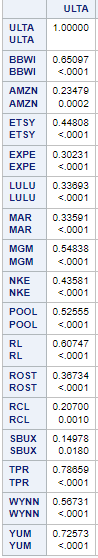 ULTA
ULTA 1.00000
ULTA
BBWI 0.65097
BBWI <.0001
AMZN 0.23479
AMZN 0.0002
ETSY 0.44808
ETSY <.0001
EXPE 0.30231
EXPE <.0001
LULU 0.33693
LULU <.0001
MAR 0.33591
MAR <.0001
MGM 0.54838
MGM <.0001
NKE 0.43581
NKE <.0001
POOL 0.52555
POOL <.0001
RL 0.60747
RL <.0001
ROST 0.36734
ROST <.0001
RCL 0.20700
RCL 0.0010
SBUX 0.14978
SBUX 0.0180
TPR 0.78659
TPR <.0001
WYNN 0.56731
WYNN <.0001
YUM 0.72573
YUM <.0001